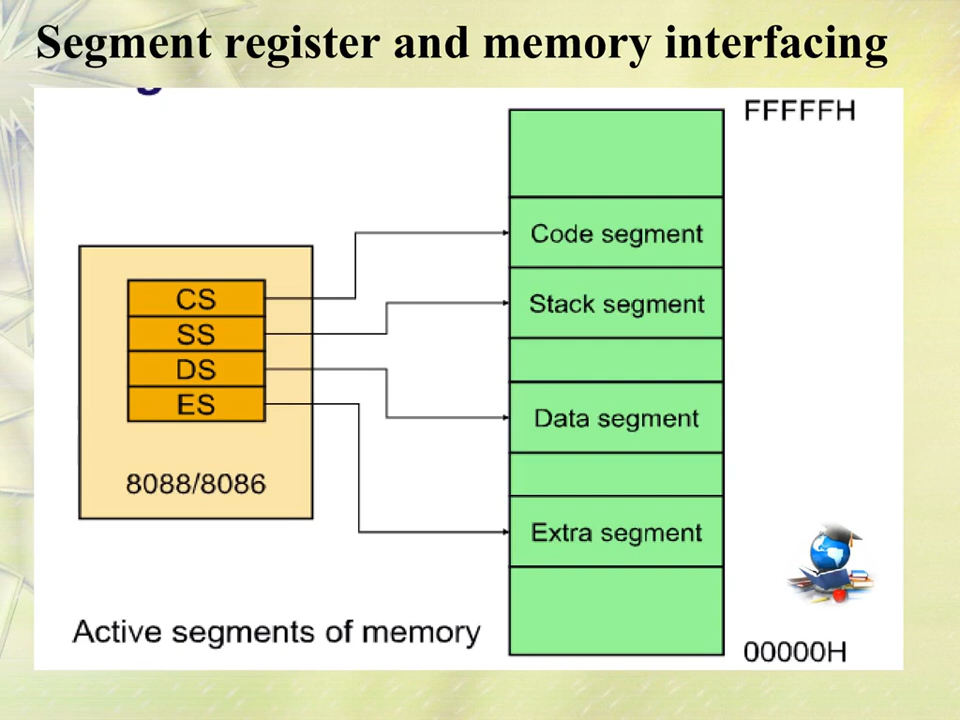 Segment register and memory interfacing
FFFFFH
Code segment
Stack segment
Data segment
Extra segment
00000H
CS
SS
DS
ES
8088/8086
Active segments of memory